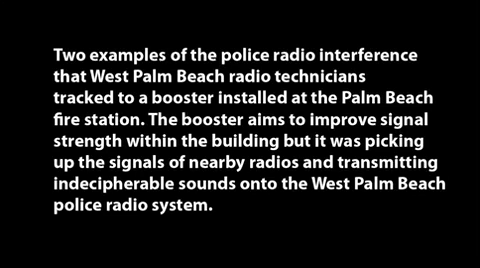 Two examples of the police radio interference
that West Palm Beach radio technicians
tracked to a booster installed at the Palm Beach
fire station. The booster aims to improve signal
strength within the building but it was picking
up the signals of nearby radios and transmitting
indecipherable sounds onto the West Palm Beach
police radio system.